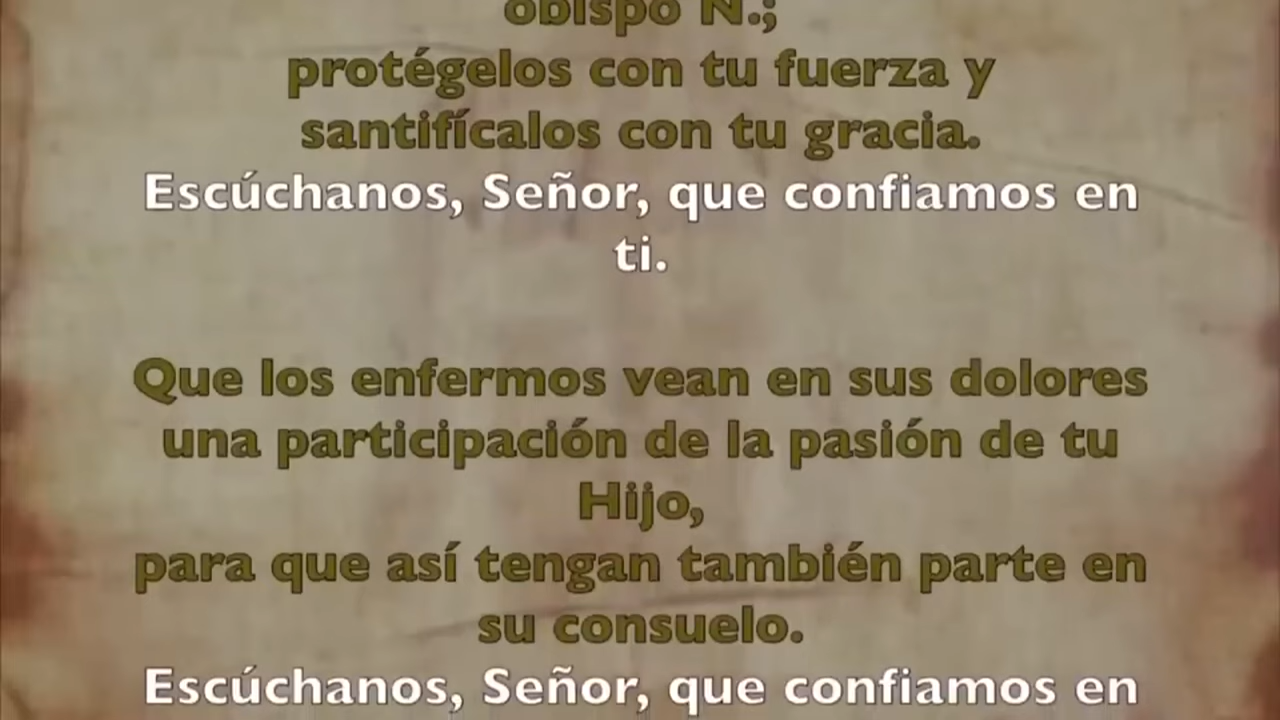 obispo N.;
protégelos con tu fuerza y
santifícalos con tu gracia.
Escúchanos, Señor, que confiamos en
ti.
Que los enfermos vean en sus dolores
una participación de la pasión de tu
Hijo,
para que así tengan también parte en
su consuelo.
Escúchanos, Señor, que confiamos en